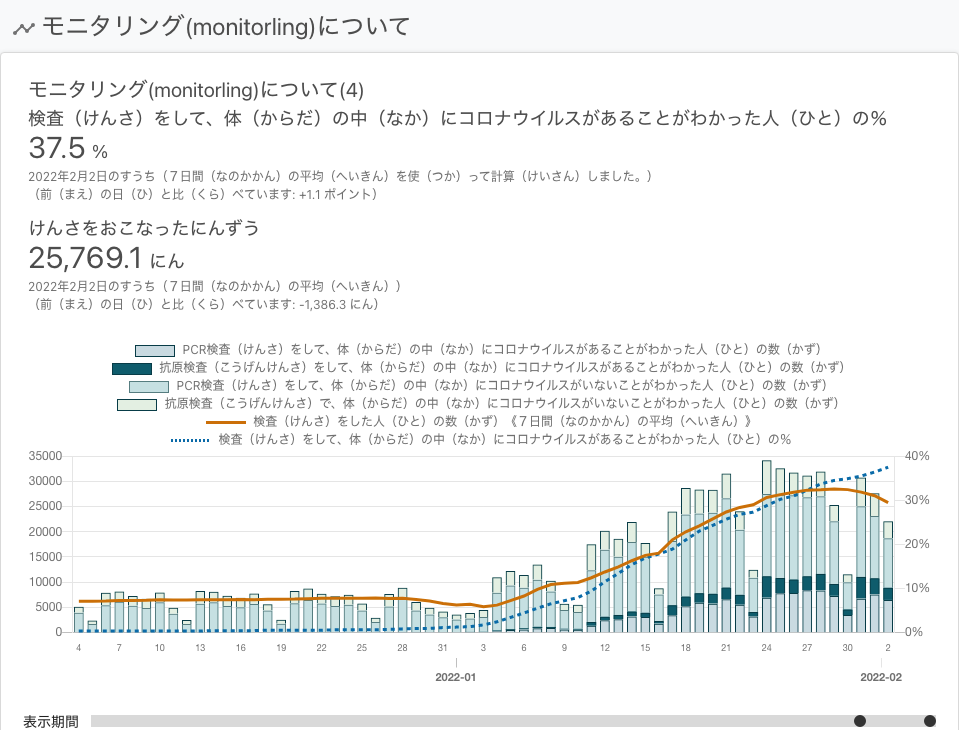 モニタリング(monitorling)について
モニタリング(monitorling)について(4)
検査（けんさ）をして、体（からだ）の中（なか）にコロナウイルスがあることがわかった人（ひと）の%
37.5 %
2022年2月2日のすうち（７日間（なのかかん）の平均（へいきん）を使（つか）って計算（けいさん）しました。）
（前（まえ）の日（ひ）と比（くら）べています: +1.1 ポイント）
けんさをおこなったにんずう
25,769.1 にん
2022年2月2日のすうち（７日間（なのかかん）の平均（へいきん））
（前（まえ）の日（ひ）と比（くら）べています: -1,386.3 にん）
PCR検査（けんさ）をして、体（からだ）の中（なか）にコロナウイルスがあることがわかった人（ひと）の数（かず）
抗原検査（こうげんけんさ）をして、体（からだ）の中（なか）にコロナウイルスがあることがわかった人（ひと）の数（かず）
PCR検査（けんさ）をして、体（からだ）の中（なか）にコロナウイルスがいないことがわかった人（ひと）の数（かず）
抗原検査（こうげんけんさ）で、体（からだ）の中（なか）にコロナウイルスがいないことがわかった人（ひと）の数（かず）
検査（けんさ）をした人（ひと）の数（かず）《７日間（なのかかん）の平均（へいきん）》
検査（けんさ）をして、体（からだ）の中（なか）にコロナウイルスがあることがわかった人（ひと）の%
35000 40%
30000
25000 30%
20000
15000 20%
10000 10%
5000
0 0%
4 7 10 13 16 19 22 25 28 31 3 6 9 12 15 18 21 24 27 30 2
2022-01 2022-02
表示期間